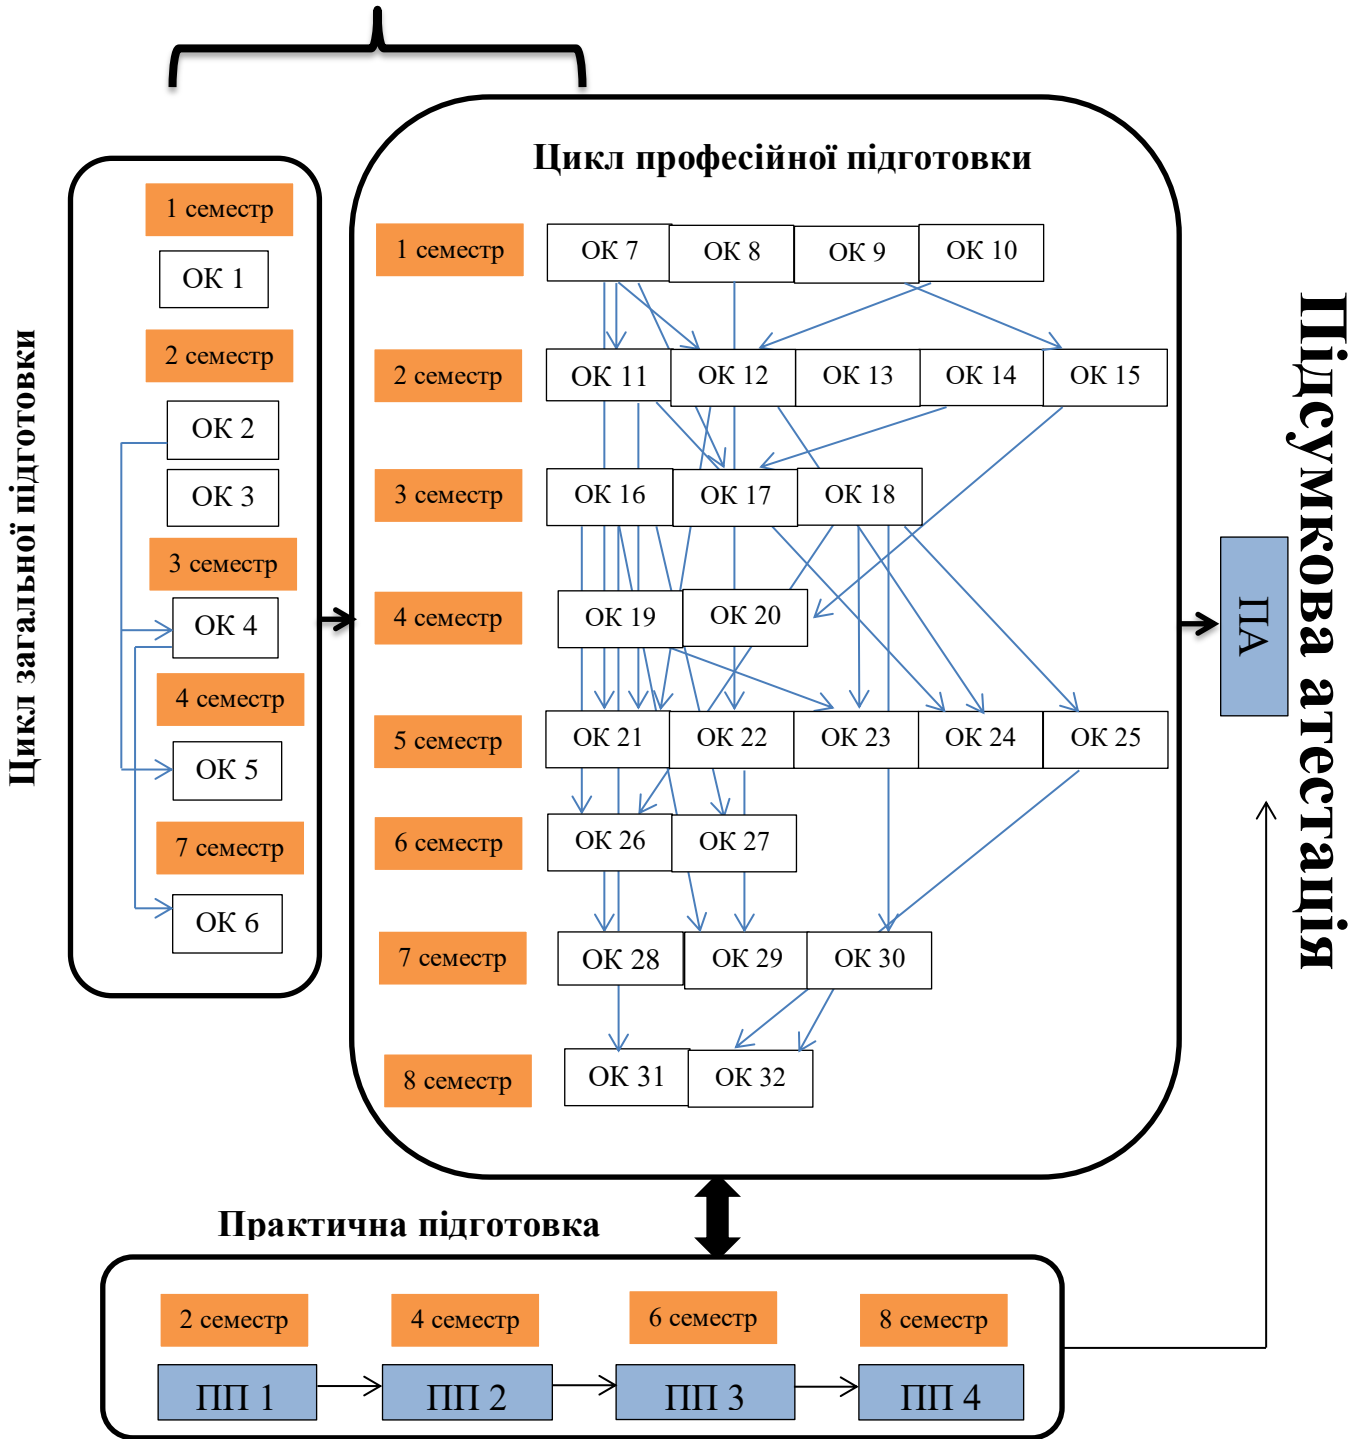 Цикл загальної підготовки
1 семестр
ОК 1
2 семестр
ОК 2
ОК 3
3 семестр
ОК 4
4 семестр
ОК 5
7 семестр
ОК 6
Цикл професійної підготовки
1 семестр
ОК 7
ОК 8
ОК 9
ОК 10
2 семестр
ОК 11
ОК 12
ОК 13
ОК 14
ОК 15
3 семестр
ОК 16
ОК 17
ОК 18
4 семестр
ОК 19
ОК 20
5 семестр
ОК 21
ОК 22
ОК 23
ОК 24
ОК 25
6 семестр
ОК 26
ОК 27
7 семестр
ОК 28
ОК 29
ОК 30
8 семестр
ОК 31
ОК 32
ПА
Підсумкова атестація
Практична підготовка
2 семестр
4 семестр
6 семестр
8 семестр
ПП 1
ПП 2
ПП 3
ПП 4